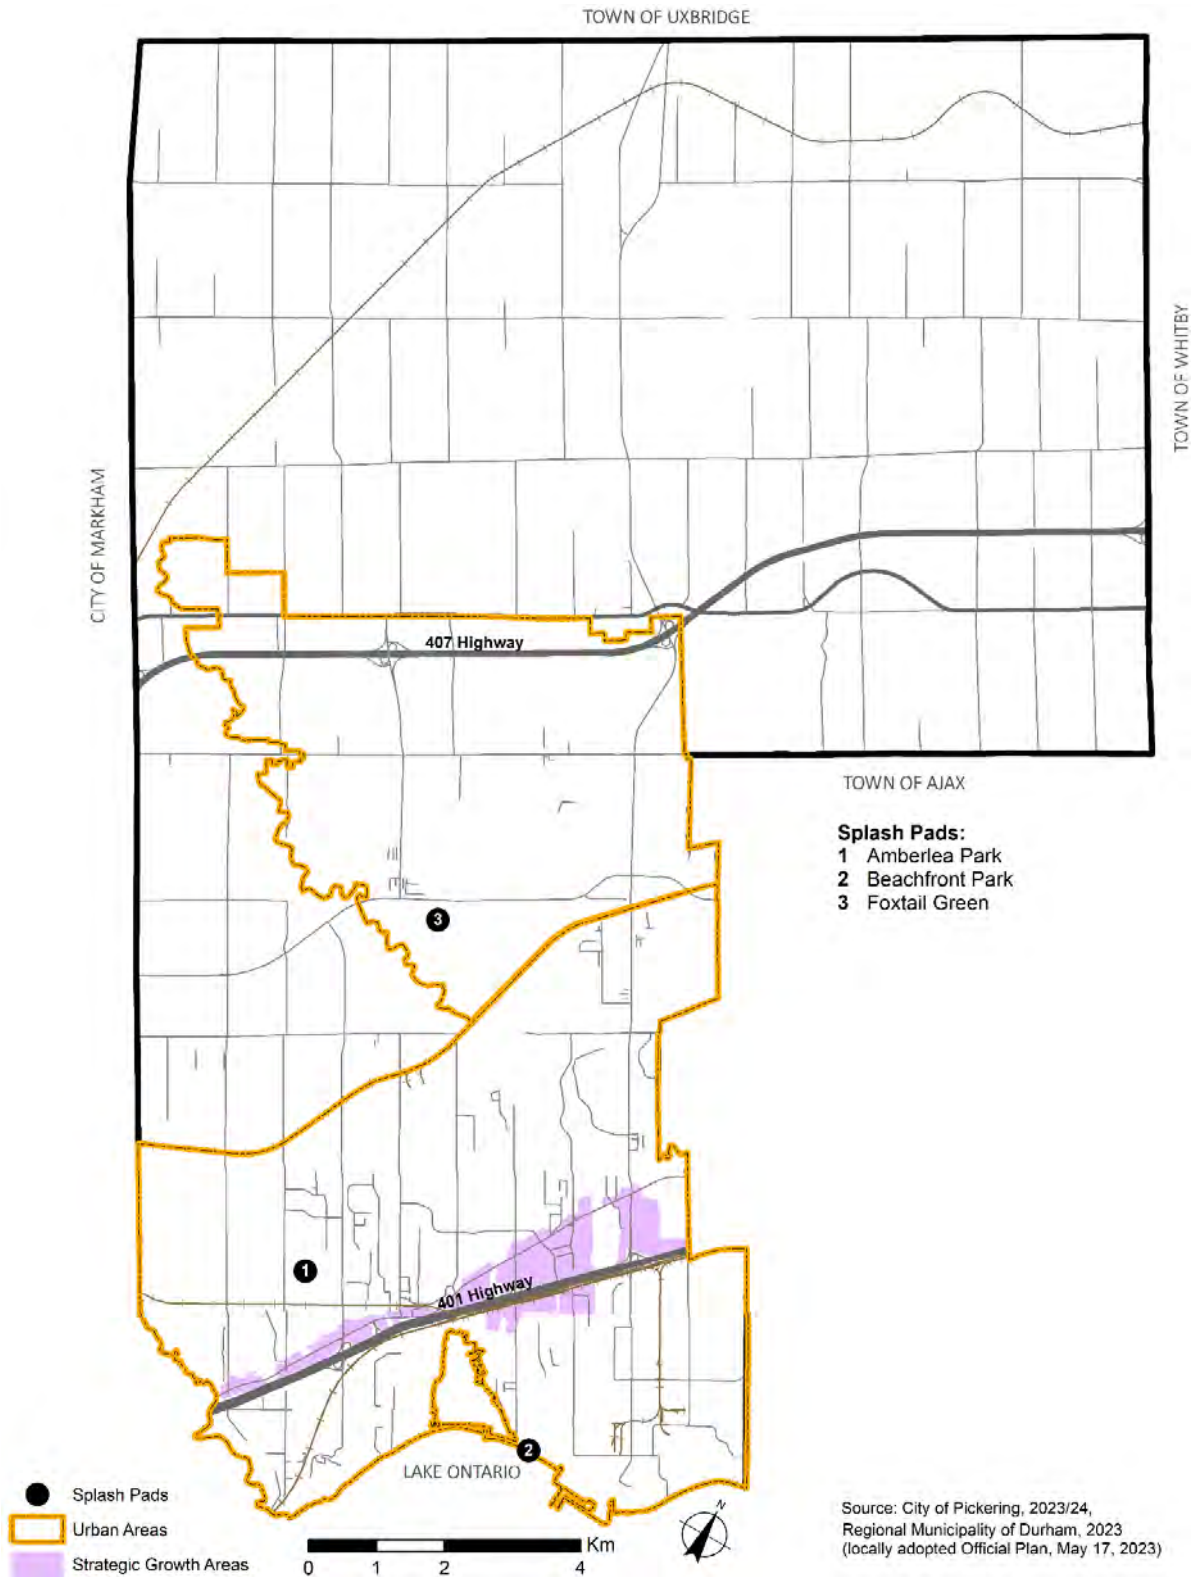 TOWN OF UXBRIDGE
TOWN OF WHITBY
CITY OF MARKHAM
407 Highway
TOWN OF AJAX
Splash Pads:
1 Amberlea Park
2 Beachfront Park
3 Foxtail Green
3
1
401 Highway
2
LAKE ONTARIO
Splash Pads
Urban Areas
Strategic Growth Areas
0 1 2 4 Km
N
Source: City of Pickering, 2023/24,
Regional Municipality of Durham, 2023
(locally adopted Official Plan, May 17, 2023)